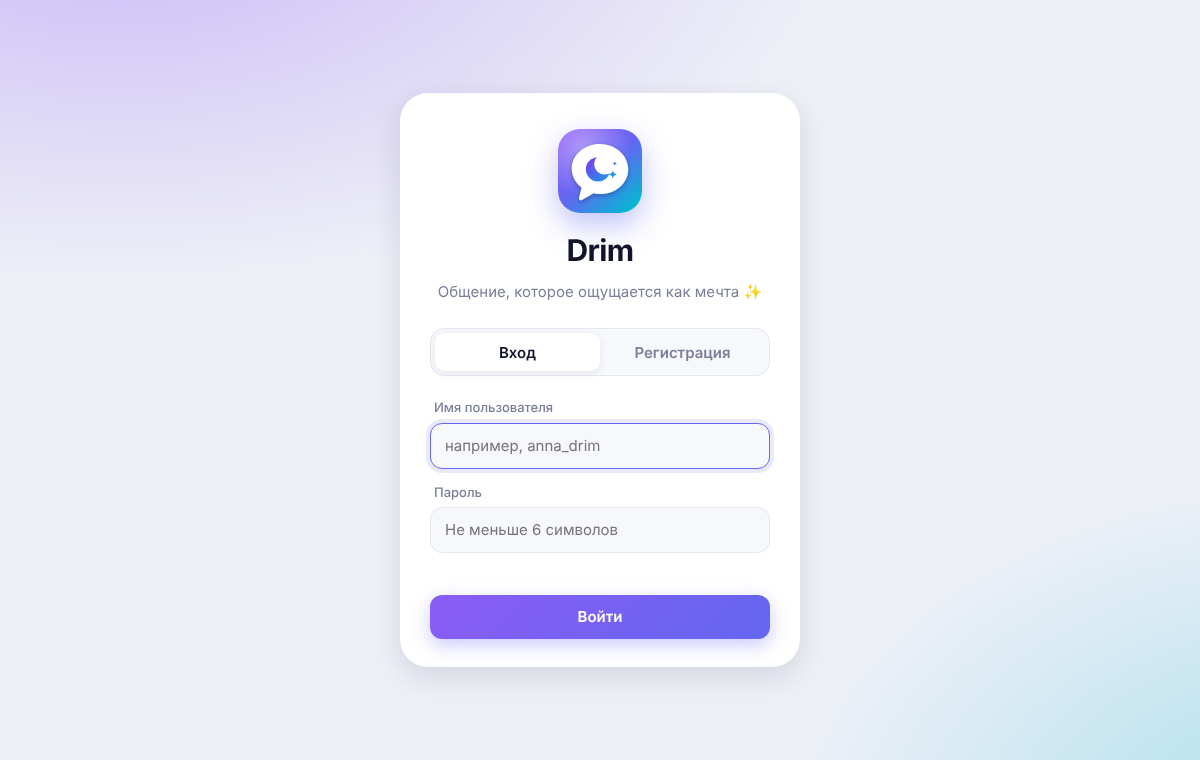 Drim
Общение, которое ощущается как мечта ✨
Вход
Регистрация
Имя пользователя
например, anna_drim
Пароль
Не меньше 6 символов
Войти